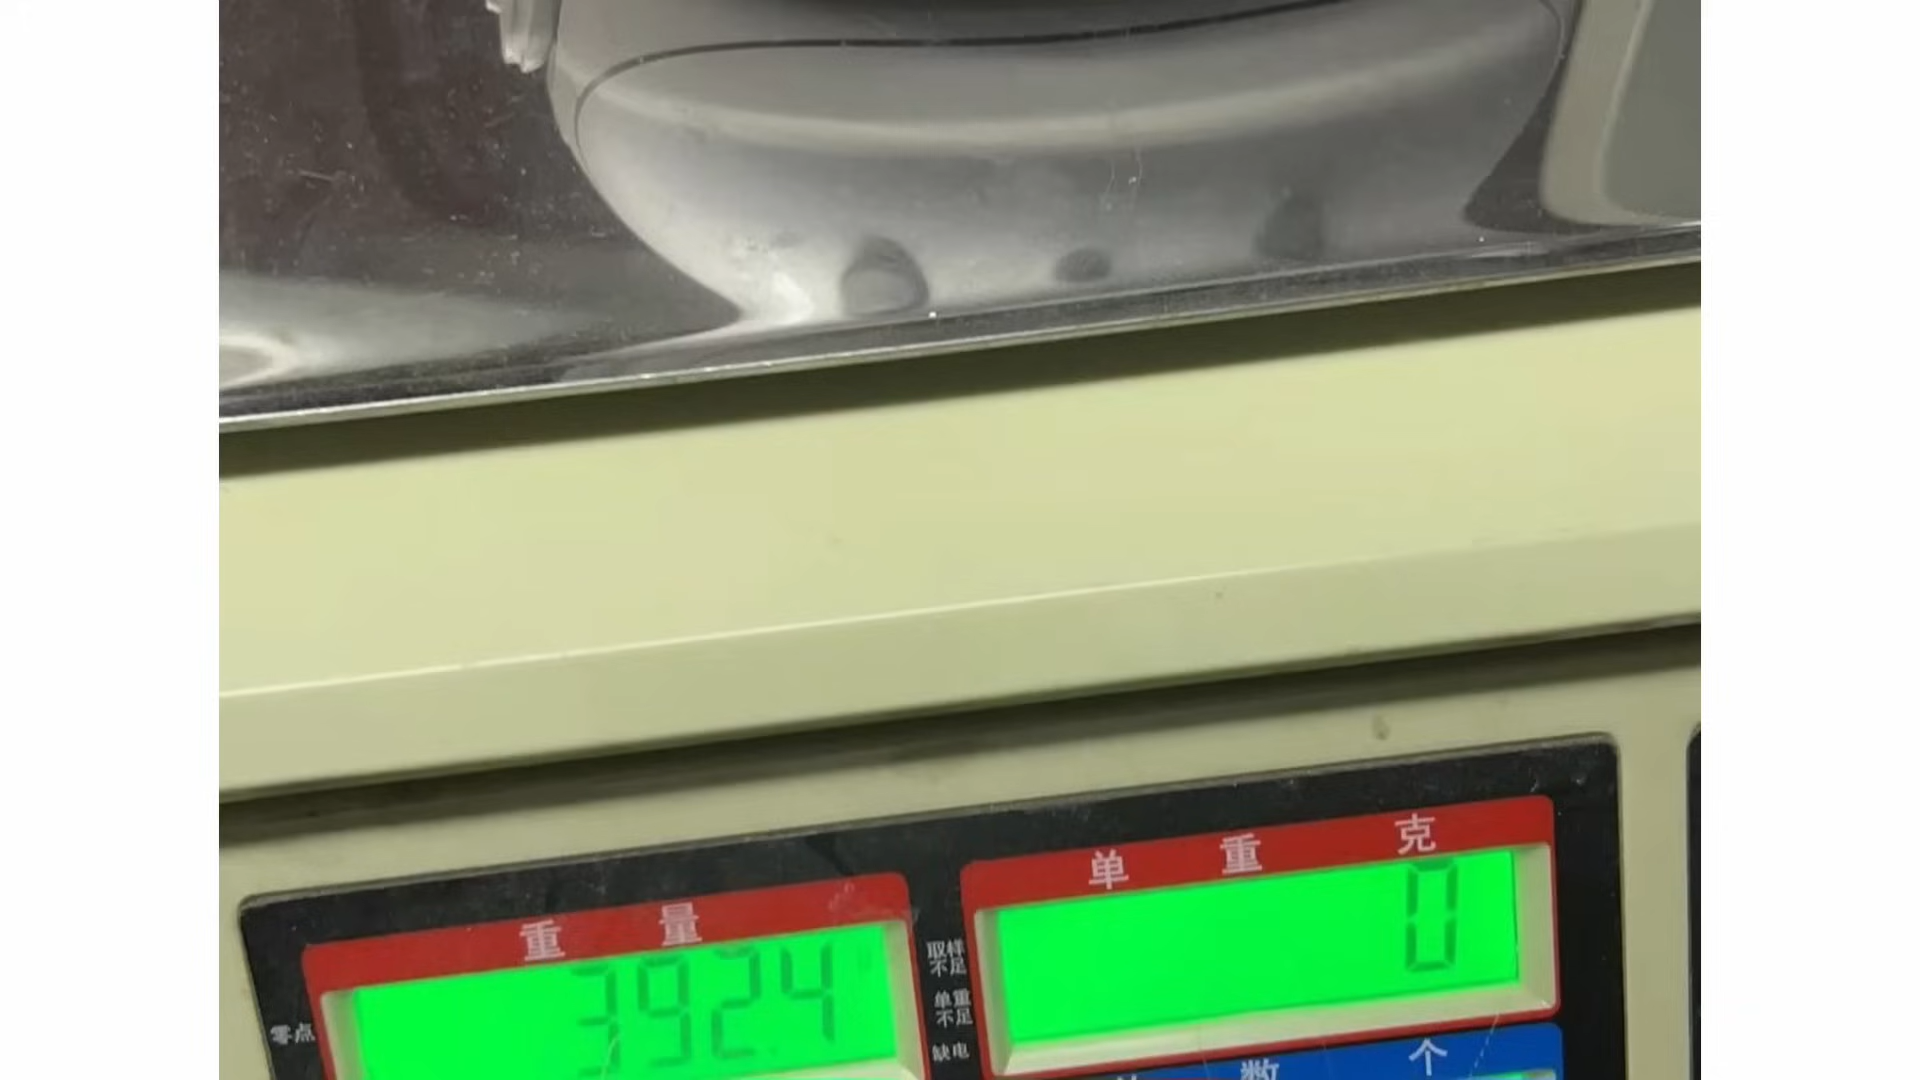 重 量
392.4
零点
取样
不足
单重
不足
缺电
单 重 克
0
数 个